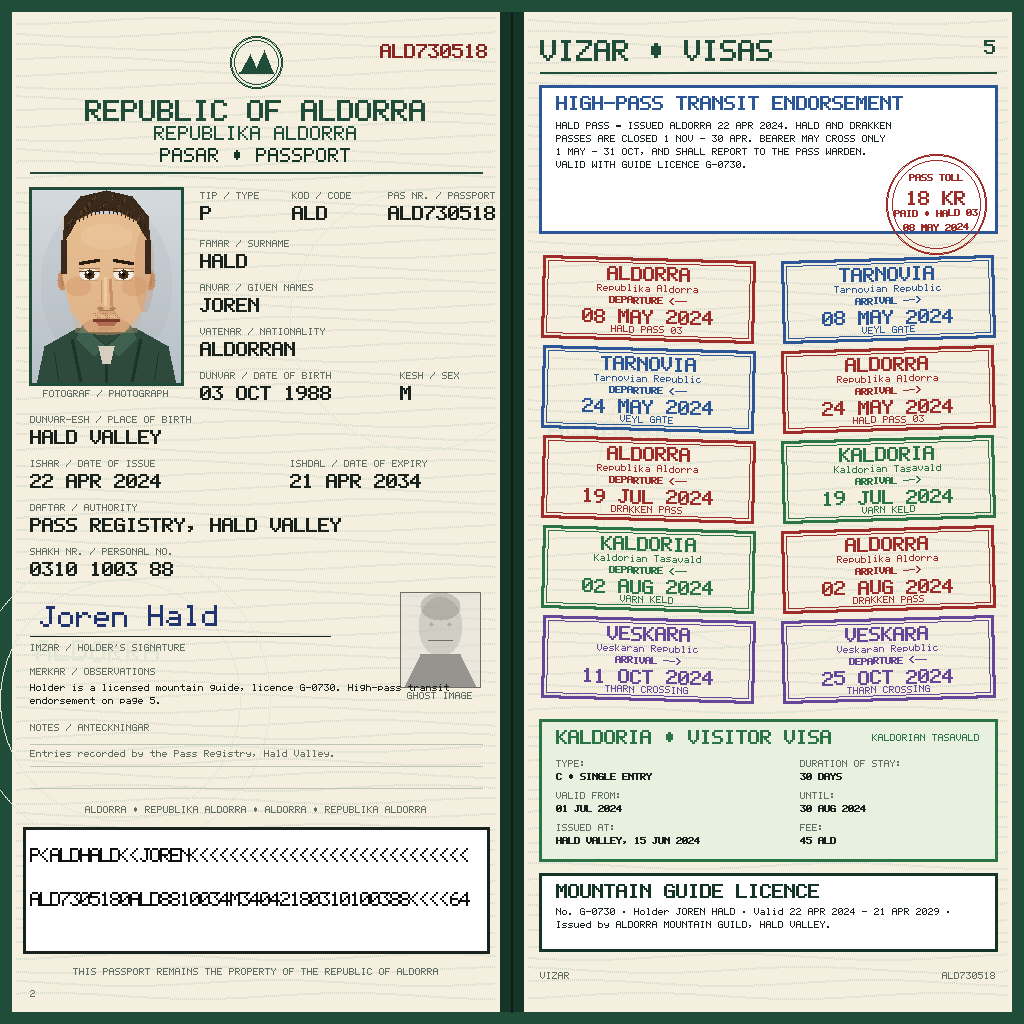 ALD730518
REPUBLIC OF ALDORRA
REPUBLIKA ALDORRA
PASAR • PASSPORT
TIP / TYPE KOD / CODE PAS NR. / PASSPORT
P ALD ALD730518
FAMAR / SURNAME
HALD
ANVAR / GIVEN NAMES
JOREN
VATENAR / NATIONALITY
ALDORRAN
DUNVAR / DATE OF BIRTH KESH / SEX
03 OCT 1988 M
FOTOGRAF / PHOTOGRAPH
DUNVAR-ESH / PLACE OF BIRTH
HALD VALLEY
ISHAR / DATE OF ISSUE ISHDAL / DATE OF EXPIRY
22 APR 2024 21 APR 2034
DAFTAR / AUTHORITY
PASS REGISTRY, HALD VALLEY
SHAKH NR. / PERSONAL NO.
0310 1003 88
Joren Hald
IMZAR / HOLDER'S SIGNATURE
MERKAR / OBSERVATIONS
Holder is a licensed mountain guide, licence G-0730. High-pass transit
endorsement on page 5.
GHOST IMAGE
NOTES / ANTECKNINGAR
Entries recorded by the Pass Registry, Hald Valley.
ALDORRA • REPUBLIKA ALDORRA • ALDORRA • REPUBLIKA ALDORRA
P<ALDHALD<<JOREN<<<<<<<<<<<<<<<<<<<<<<<<<<<<
ALD7305180ALD8810034M34042180310100388<<<<64
THIS PASSPORT REMAINS THE PROPERTY OF THE REPUBLIC OF ALDORRA
2
VIZAR • VISAS 5
HIGH-PASS TRANSIT ENDORSEMENT
HALD PASS – ISSUED ALDORRA 22 APR 2024. HALD AND DRAKKEN
PASSES ARE CLOSED 1 NOV – 30 APR. BEARER MAY CROSS ONLY
1 MAY – 31 OCT, AND SHALL REPORT TO THE PASS WARDEN.
VALID WITH GUIDE LICENCE G-0730.
PASS TOLL
18 KR
PAID • HALD 03
08 MAY 2024
ALDORRA
Republika Aldorra
DEPARTURE <—
08 MAY 2024
HALD PASS 03
TARNOVIA
Tarnovian Republic
ARRIVAL —>
08 MAY 2024
VEYL GATE
TARNOVIA
Tarnovian Republic
DEPARTURE <—
24 MAY 2024
VEYL GATE
ALDORRA
Republika Aldorra
ARRIVAL —>
24 MAY 2024
HALD PASS 03
ALDORRA
Republika Aldorra
DEPARTURE <—
19 JUL 2024
DRAKKEN PASS
KALDORIA
Kaldorian Tasavald
ARRIVAL —>
19 JUL 2024
VARN KELD
KALDORIA
Kaldorian Tasavald
DEPARTURE <—
02 AUG 2024
VARN KELD
ALDORRA
Republika Aldorra
ARRIVAL —>
02 AUG 2024
DRAKKEN PASS
VESKARA
Veskaran Republic
ARRIVAL —>
11 OCT 2024
THARN CROSSING
VESKARA
Veskaran Republic
DEPARTURE <—
25 OCT 2024
THARN CROSSING
KALDORIA • VISITOR VISA KALDORIAN TASAVALD
TYPE: DURATION OF STAY:
C • SINGLE ENTRY 30 DAYS
VALID FROM: UNTIL:
01 JUL 2024 30 AUG 2024
ISSUED AT: FEE:
HALD VALLEY, 15 JUN 2024 45 ALD
MOUNTAIN GUIDE LICENCE
No. G-0730 · Holder JOREN HALD · Valid 22 APR 2024 – 21 APR 2029 ·
Issued by ALDORRA MOUNTAIN GUILD, HALD VALLEY.
VIZAR ALD730518